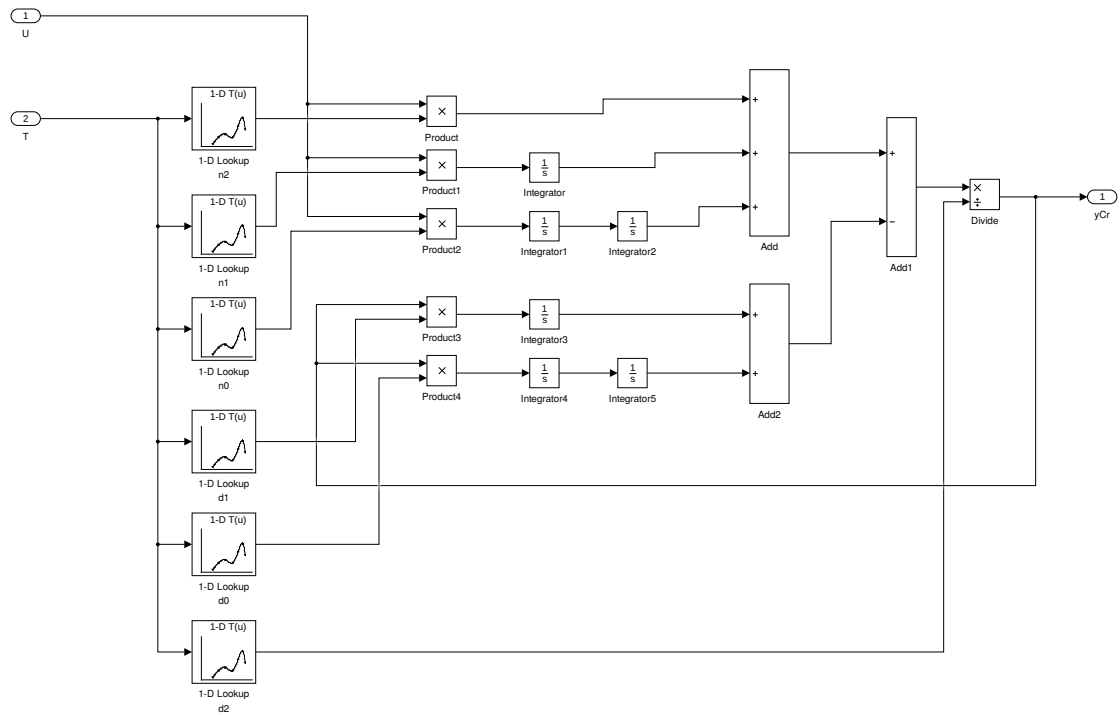 1
U
2
T
1-D T(u)
1-D Lookup
n2
1-D T(u)
1-D Lookup
n1
1-D T(u)
1-D Lookup
n0
1-D T(u)
1-D Lookup
d1
1-D T(u)
1-D Lookup
d0
1-D T(u)
1-D Lookup
d2
×
Product
×
Product1
×
Product2
×
Product3
×
Product4
1
s
Integrator
1
s
Integrator1
1
s
Integrator2
1
s
Integrator3
1
s
Integrator4
1
s
Integrator5
+
+
+
Add
+
+
Add2
+
−
Add1
×
÷
Divide
1
yCr